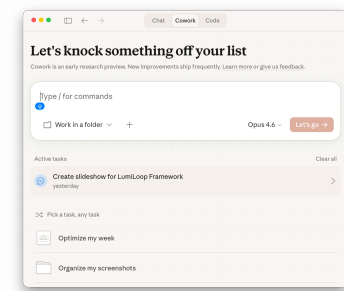 Chat Cowork Code
Let's knock something off your list
Cowork is an early research preview. New improvements ship frequently. Learn more or give us feedback.
Type / for commands
Work in a folder Opus 4.6 Let's go →
Active tasks Clear all
Create slideshow for LumiLoop Framework
yesterday
Pick a task, any task
Optimize my week
Organize my screenshots